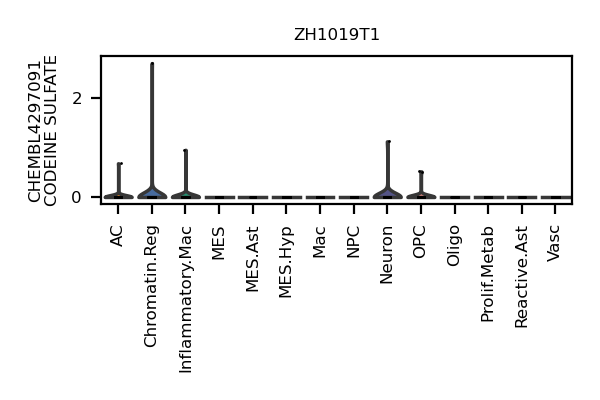 ZH1019T1
CHEMBL4297091
CODEINE SULFATE
2
0
AC
Chromatin.Reg
Inflammatory.Mac
MES
MES.Ast
MES.Hyp
Mac
NPC
Neuron
OPC
Oligo
Prolif.Metab
Reactive.Ast
Vasc